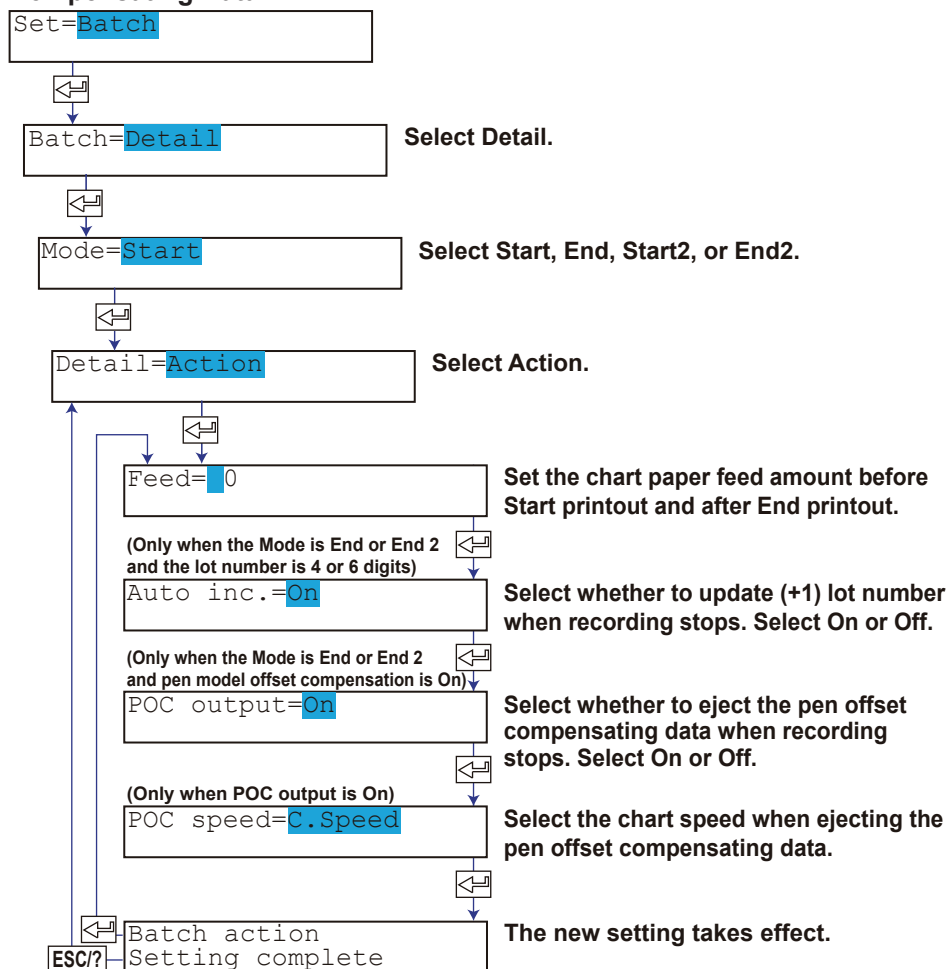 Set=Batch
Batch=Detail
Select Detail.
Mode=Start
Select Start, End, Start2, or End2.
Detail=Action
Select Action.
Feed= 0
Set the chart paper feed amount before
Start printout and after End printout.
(Only when the Mode is End or End 2
and the lot number is 4 or 6 digits)
Auto inc.=On
Select whether to update (+1) lot number
when recording stops. Select On or Off.
(Only when the Mode is End or End 2
and pen model offset compensation is On)
POC output=On
Select whether to eject the pen offset
compensating data when recording
stops. Select On or Off.
(Only when POC output is On)
POC speed=C.Speed
Select the chart speed when ejecting the
pen offset compensating data.
Batch action
The new setting takes effect.
ESC/?
Setting complete